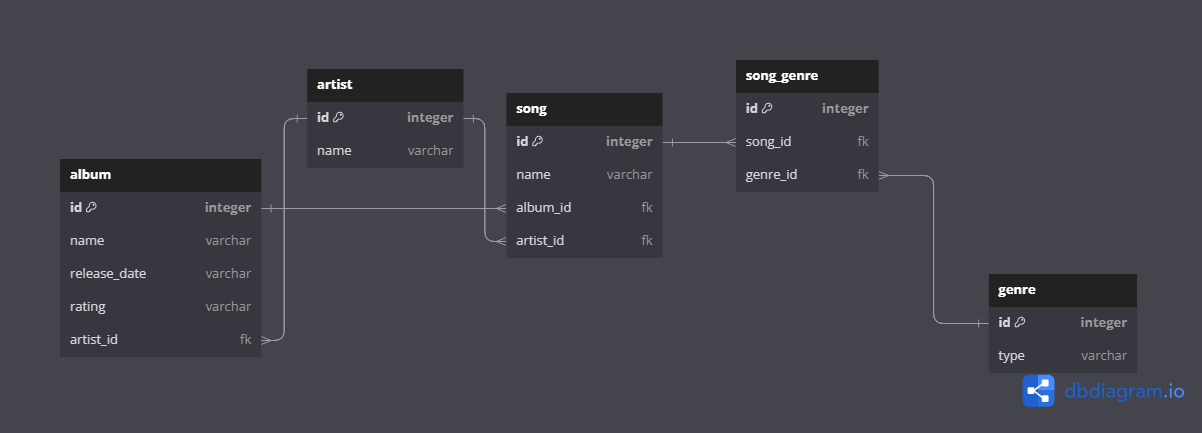 album
id integer
name varchar
release_date varchar
rating varchar
artist_id fk
artist
id integer
name varchar
song
id integer
name varchar
album_id fk
artist_id fk
song_genre
id integer
song_id fk
genre_id fk
genre
id integer
type varchar
dbdiagram.io